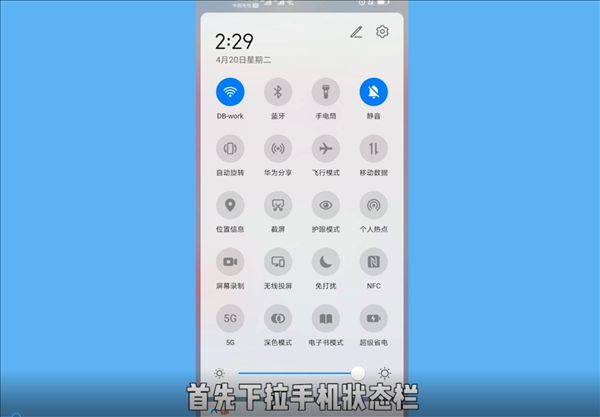 中国电信
2:29
4月20日星期二
DB-work 蓝牙 手电筒 静音
自动旋转 华为分享 飞行模式 移动数据
位置信息 截屏 护眼模式 个人热点
屏幕录制 无线投屏 免打扰 NFC
5G
5G 深色模式 电子书模式 超级省电
首先下拉手机状态栏